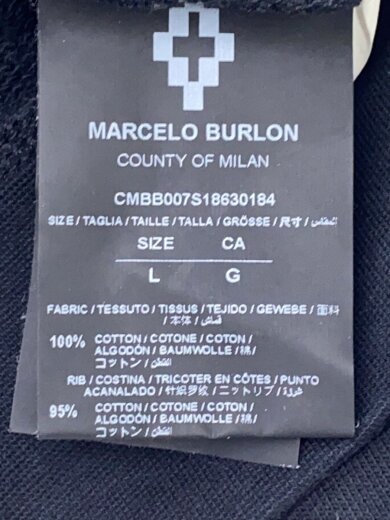 MARCELO BURLON
COUNTY OF MILAN
CMBB007S18630184
SIZE / TAGLIA / TAILLE / TALLA / GRÖSSE / 尺寸 / المقاس
SIZE CA
L G
FABRIC / TESSUTO / TISSUS / TEJIDO / GEWEBE / 面料
/ 本体 / قماش
100% COTTON / COTONE / COTON /
ALGODÓN / BAUMWOLLE / 棉 /
コットン / القطن
RIB / COSTINA / TRICOTER EN CÔTES / PUNTO
ACANALADO / 针织罗纹 / ニットリブ /
95% COTTON / COTONE / COTON /
ALGODÓN / BAUMWOLLE / 棉 /
コットン / القطن